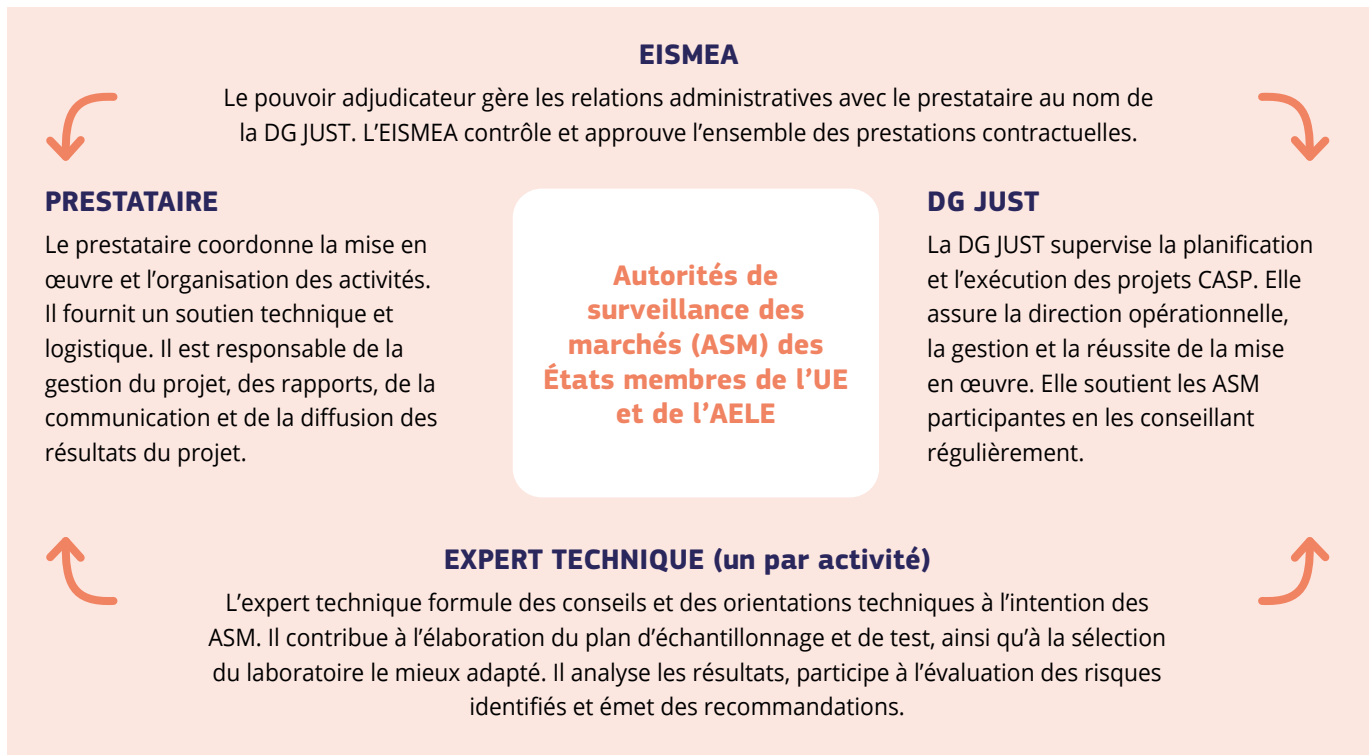 EISMEA
Le pouvoir adjudicateur gère les relations administratives avec le prestataire au nom de
la DG JUST. L’EISMEA contrôle et approuve l’ensemble des prestations contractuelles.
PRESTATAIRE
Le prestataire coordonne la mise en
œuvre et l’organisation des activités.
Il fournit un soutien technique et
logistique. Il est responsable de la
gestion du projet, des rapports, de la
communication et de la diffusion des
résultats du projet.
Autorités de
surveillance des
marchés (ASM) des
États membres de l’UE
et de l’AELE
DG JUST
La DG JUST supervise la planification
et l’exécution des projets CASP. Elle
assure la direction opérationnelle,
la gestion et la réussite de la mise
en œuvre. Elle soutient les ASM
participantes en les conseillant
régulièrement.
EXPERT TECHNIQUE (un par activité)
L’expert technique formule des conseils et des orientations techniques à l’intention des
ASM. Il contribue à l’élaboration du plan d’échantillonnage et de test, ainsi qu’à la sélection
du laboratoire le mieux adapté. Il analyse les résultats, participe à l’évaluation des risques
identifiés et émet des recommandations.